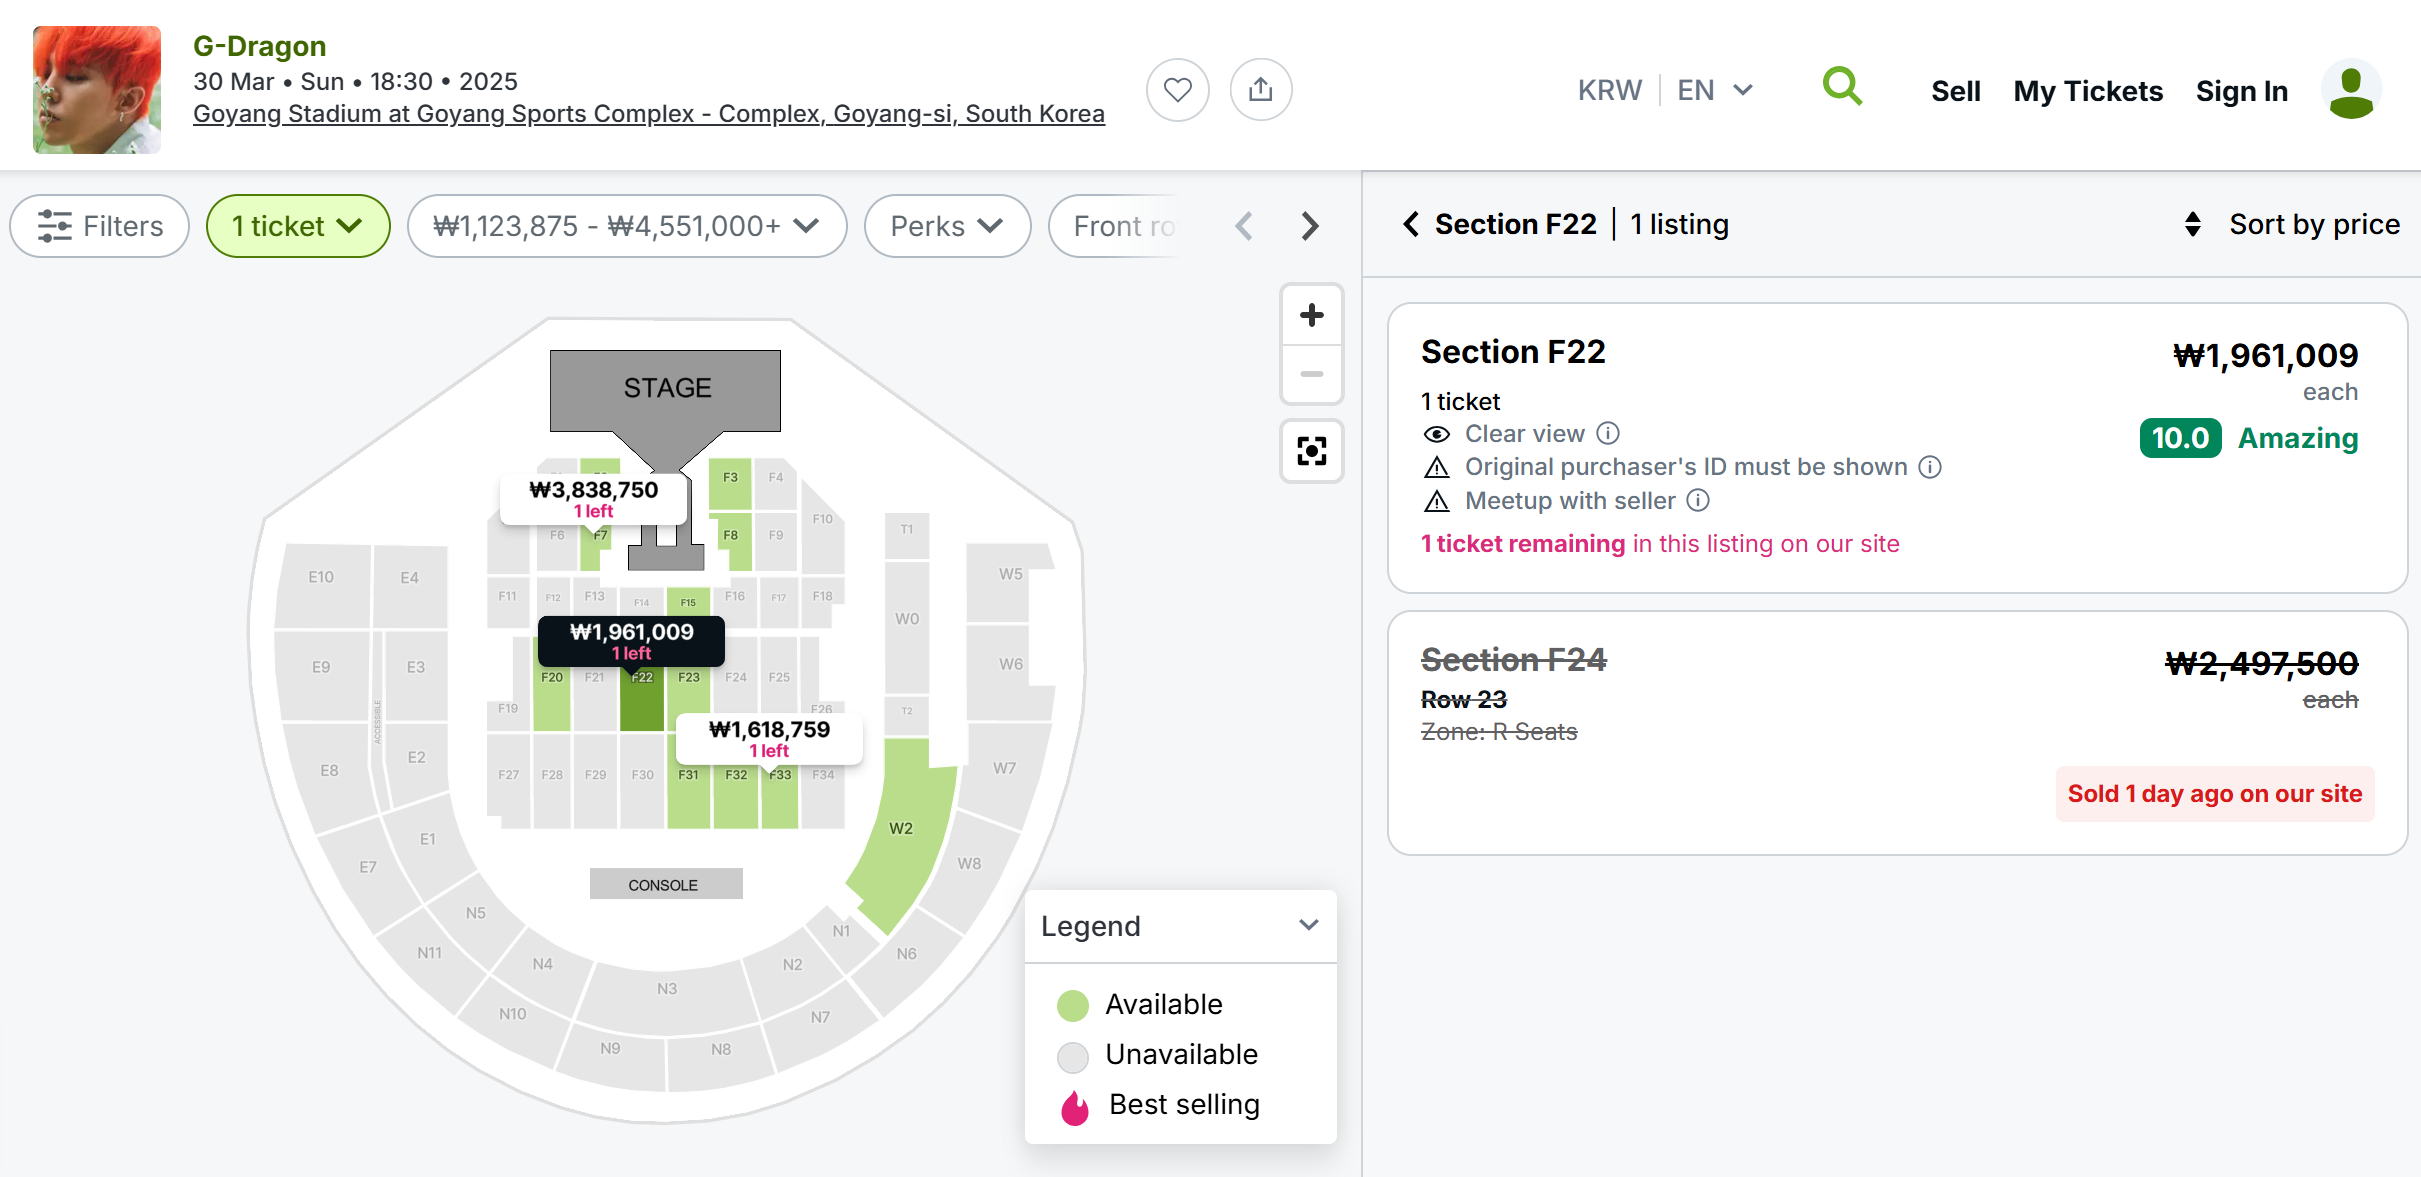 G-Dragon
30 Mar • Sun • 18:30 • 2025
Goyang Stadium at Goyang Sports Complex - Complex, Goyang-si, South Korea
KRW | EN
Sell
My Tickets
Sign In
Filters
1 ticket
₩1,123,875 - ₩4,551,000+
Perks
Front ro
Section F22 | 1 listing
Sort by price
STAGE
₩3,838,750
1 left
F3
F4
F6
F7
F8
F9
F10
T1
E10
E4
W5
F11
F12
F13
F14
F15
F16
F17
F18
W0
₩1,961,009
1 left
E9
E3
W6
F19
F20
F21
F22
F23
F24
F25
F26
T2
ACCESSIBLE
₩1,618,759
1 left
E8
E2
W7
F27
F28
F29
F30
F31
F32
F33
F34
W2
E1
E7
W8
CONSOLE
N5
N11
N4
N3
N2
N1
N6
N10
N9
N8
N7
Legend
Available
Unavailable
Best selling
Section F22
₩1,961,009
each
1 ticket
10.0 Amazing
Clear view
Original purchaser's ID must be shown
Meetup with seller
1 ticket remaining in this listing on our site
Section F24
₩2,497,500
each
Row 23
Zone: R Seats
Sold 1 day ago on our site